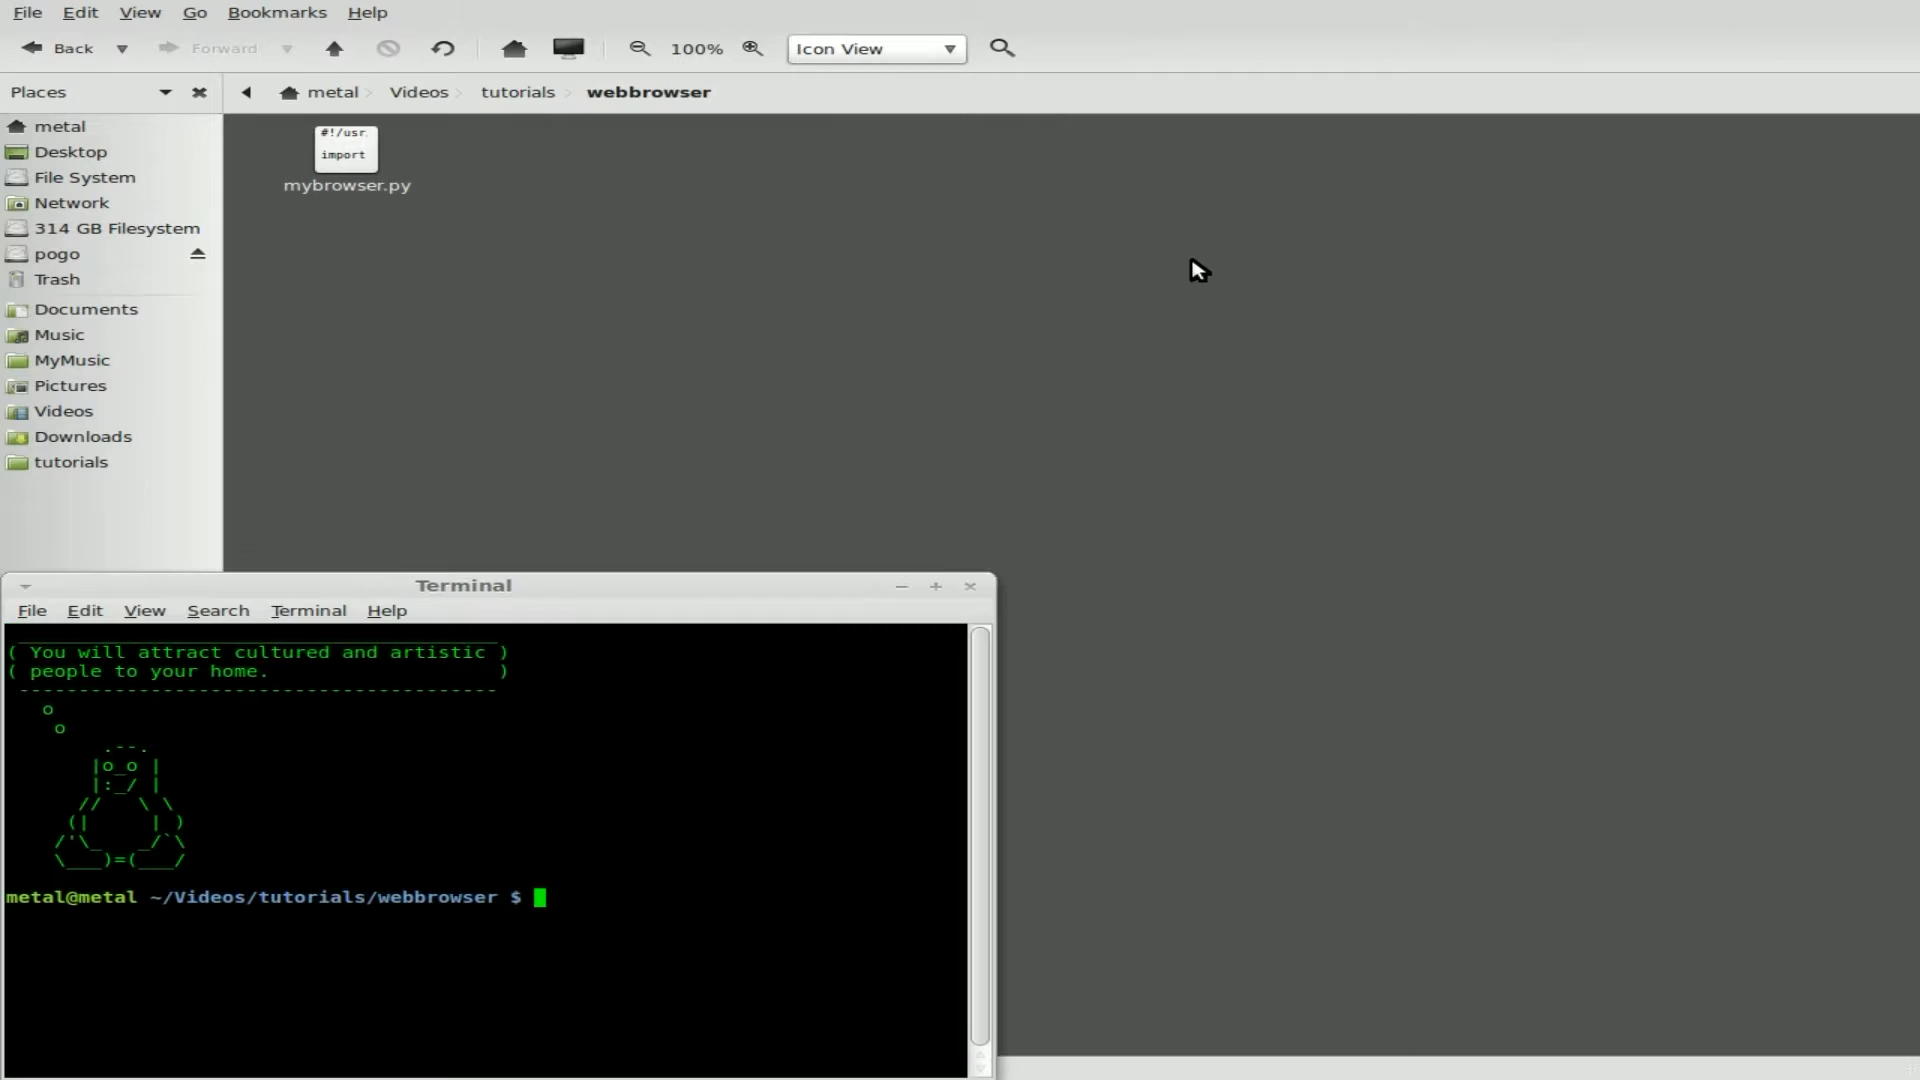 File Edit View Go Bookmarks Help
Back Forward 100% Icon View
Places metal Videos tutorials webbrowser
metal
Desktop
File System
Network
314 GB Filesystem
pogo
Trash
Documents
Music
MyMusic
Pictures
Videos
Downloads
tutorials
#!/usr
import
mybrowser.py
Terminal
File Edit View Search Terminal Help
( You will attract cultured and artistic )
( people to your home. )
----------------------------------------
o
o
.--.
|o_o |
|:_/ |
// \ \
(| | )
/'\_ _/`\
\___)=(___/
metal@metal ~/Videos/tutorials/webbrowser $